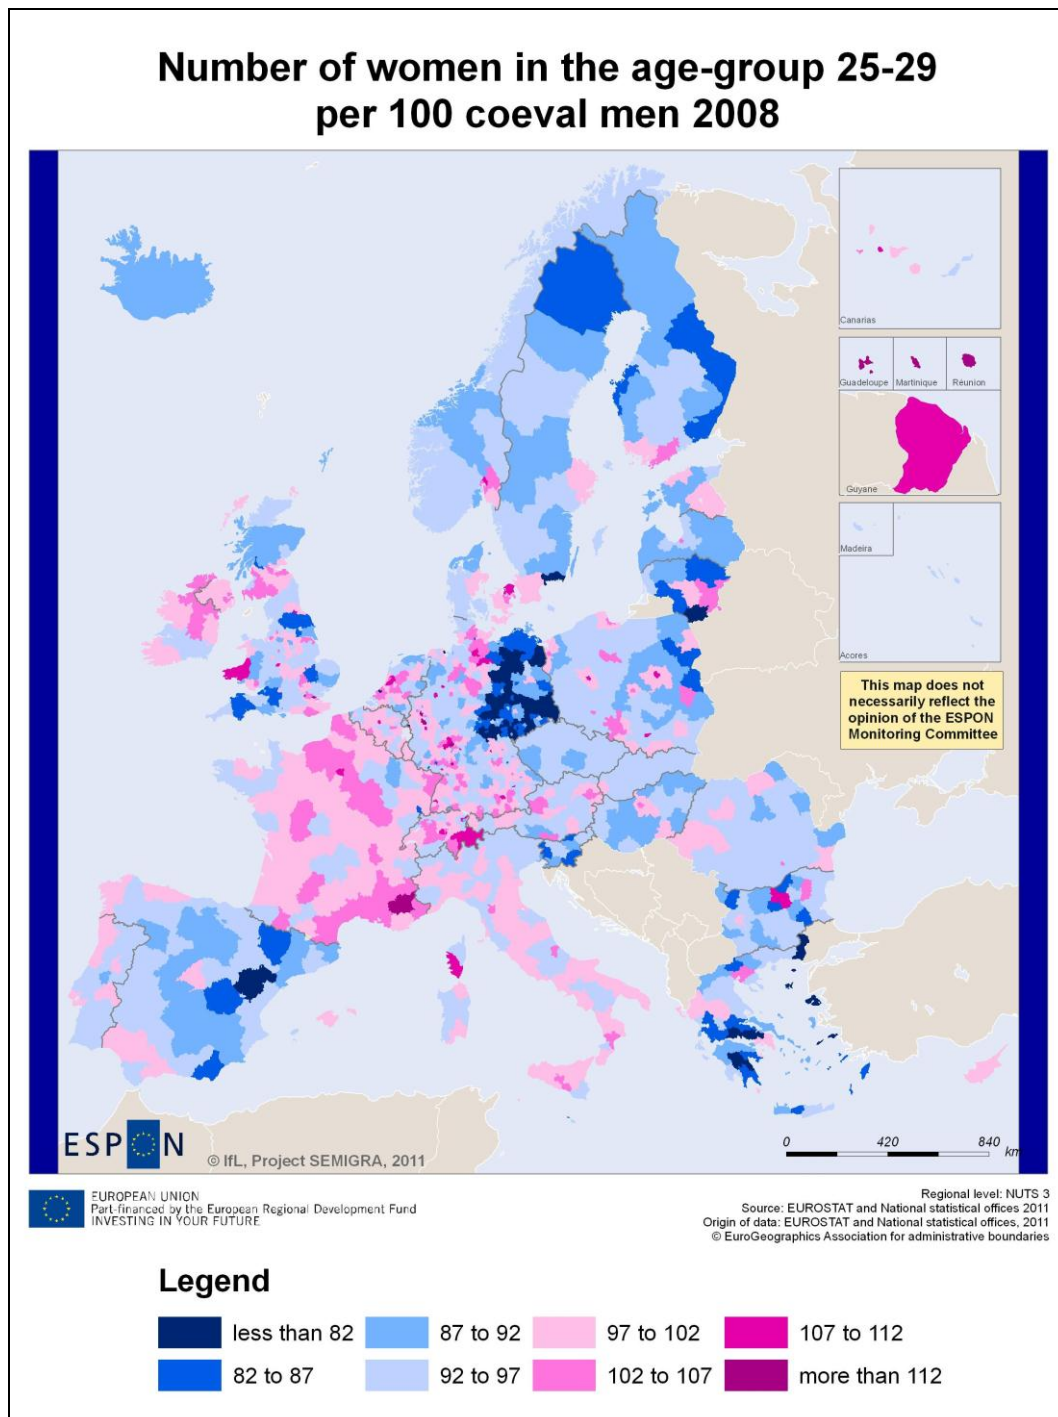 Number of women in the age-group 25-29
per 100 coeval men 2008
Canarias
Guadeloupe
Martinique
Réunion
Guyane
Madeira
Acores
This map does not
necessarily reflect the
opinion of the ESPON
Monitoring Committee
0 420 840
km
ESPON
© IfL, Project SEMIGRA, 2011
EUROPEAN UNION
Part-financed by the European Regional Development Fund
INVESTING IN YOUR FUTURE
Regional level: NUTS 3
Source: EUROSTAT and National statistical offices 2011
Origin of data: EUROSTAT and National statistical offices, 2011
© EuroGeographics Association for administrative boundaries
Legend
less than 82
87 to 92
97 to 102
107 to 112
82 to 87
92 to 97
102 to 107
more than 112